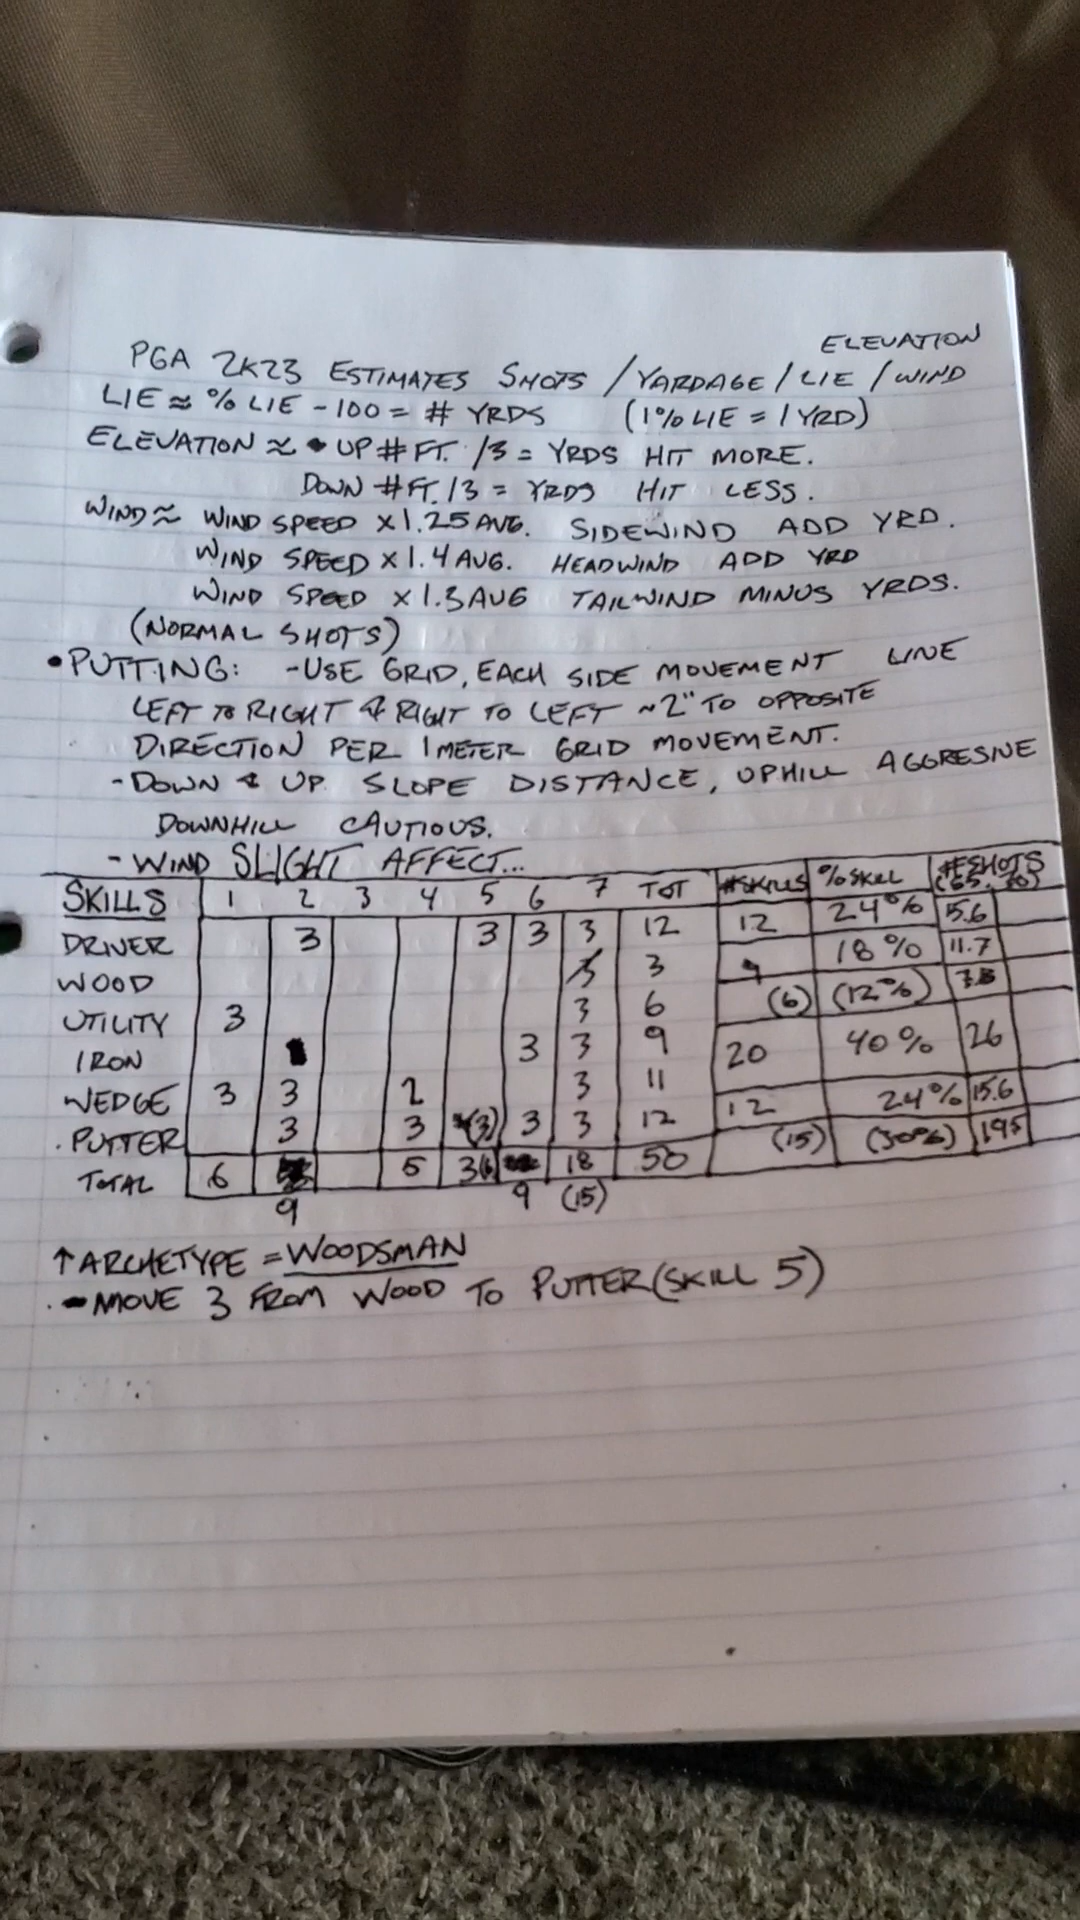 ELEVATION
PGA 2K23 ESTIMATES SHOTS / YARDAGE / LIE / WIND
LIE ≈ % LIE - 100 = # YRDS (1% LIE = 1 YRD)
ELEVATION ≈ • UP # FT. /3 = YRDS HIT MORE.
DOWN # FT. /3 = YRDS HIT LESS.
WIND ≈ WIND SPEED X 1.25 AVG. SIDEWIND ADD YRD.
WIND SPEED X 1.4 AVG. HEADWIND ADD YRD
WIND SPEED X 1.3 AVG TAILWIND MINUS YRDS.
(NORMAL SHOTS)
• PUTTING: - USE GRID, EACH SIDE MOVEMENT LINE
LEFT TO RIGHT & RIGHT TO LEFT ~2" TO OPPOSITE
DIRECTION PER 1 METER GRID MOVEMENT.
- DOWN & UP SLOPE DISTANCE, UPHILL AGGRESIVE
DOWNHILL CAUTIOUS.
- WIND SLIGHT AFFECT...
SKILLS 1 2 3 4 5 6 7 TOT #SKILLS % SKILL # SHOTS
DRIVER 3 3 3 3 12 12 24% 15.6
WOOD 3 3 9 18% 11.7
UTILITY 3 3 6 (6) (12%)
IRON 3 3 9 20 40% 26
WEDGE 3 3 2 3 11 12 24% 15.6
. PUTTER 3 3 (3) 3 3 12 (15) (30%) 19.5
TOTAL 6 5 18 50
9 9 (15)
↑ ARCHETYPE = WOODSMAN
- MOVE 3 FROM WOOD TO PUTTER (SKILL 5)